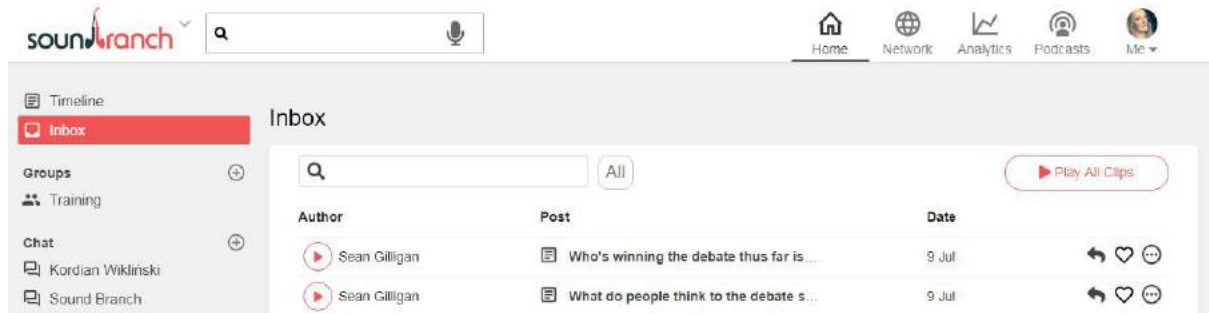 soundbranch
Home Network Analytics Podcasts Me
Timeline
Inbox
Groups
Training
Chat
Kordian Wikliński
Sound Branch
Inbox
All Play All Clips
Author Post Date
Sean Gilligan Who's winning the debate thus far is... 9 Jul
Sean Gilligan What do people think to the debate s... 9 Jul